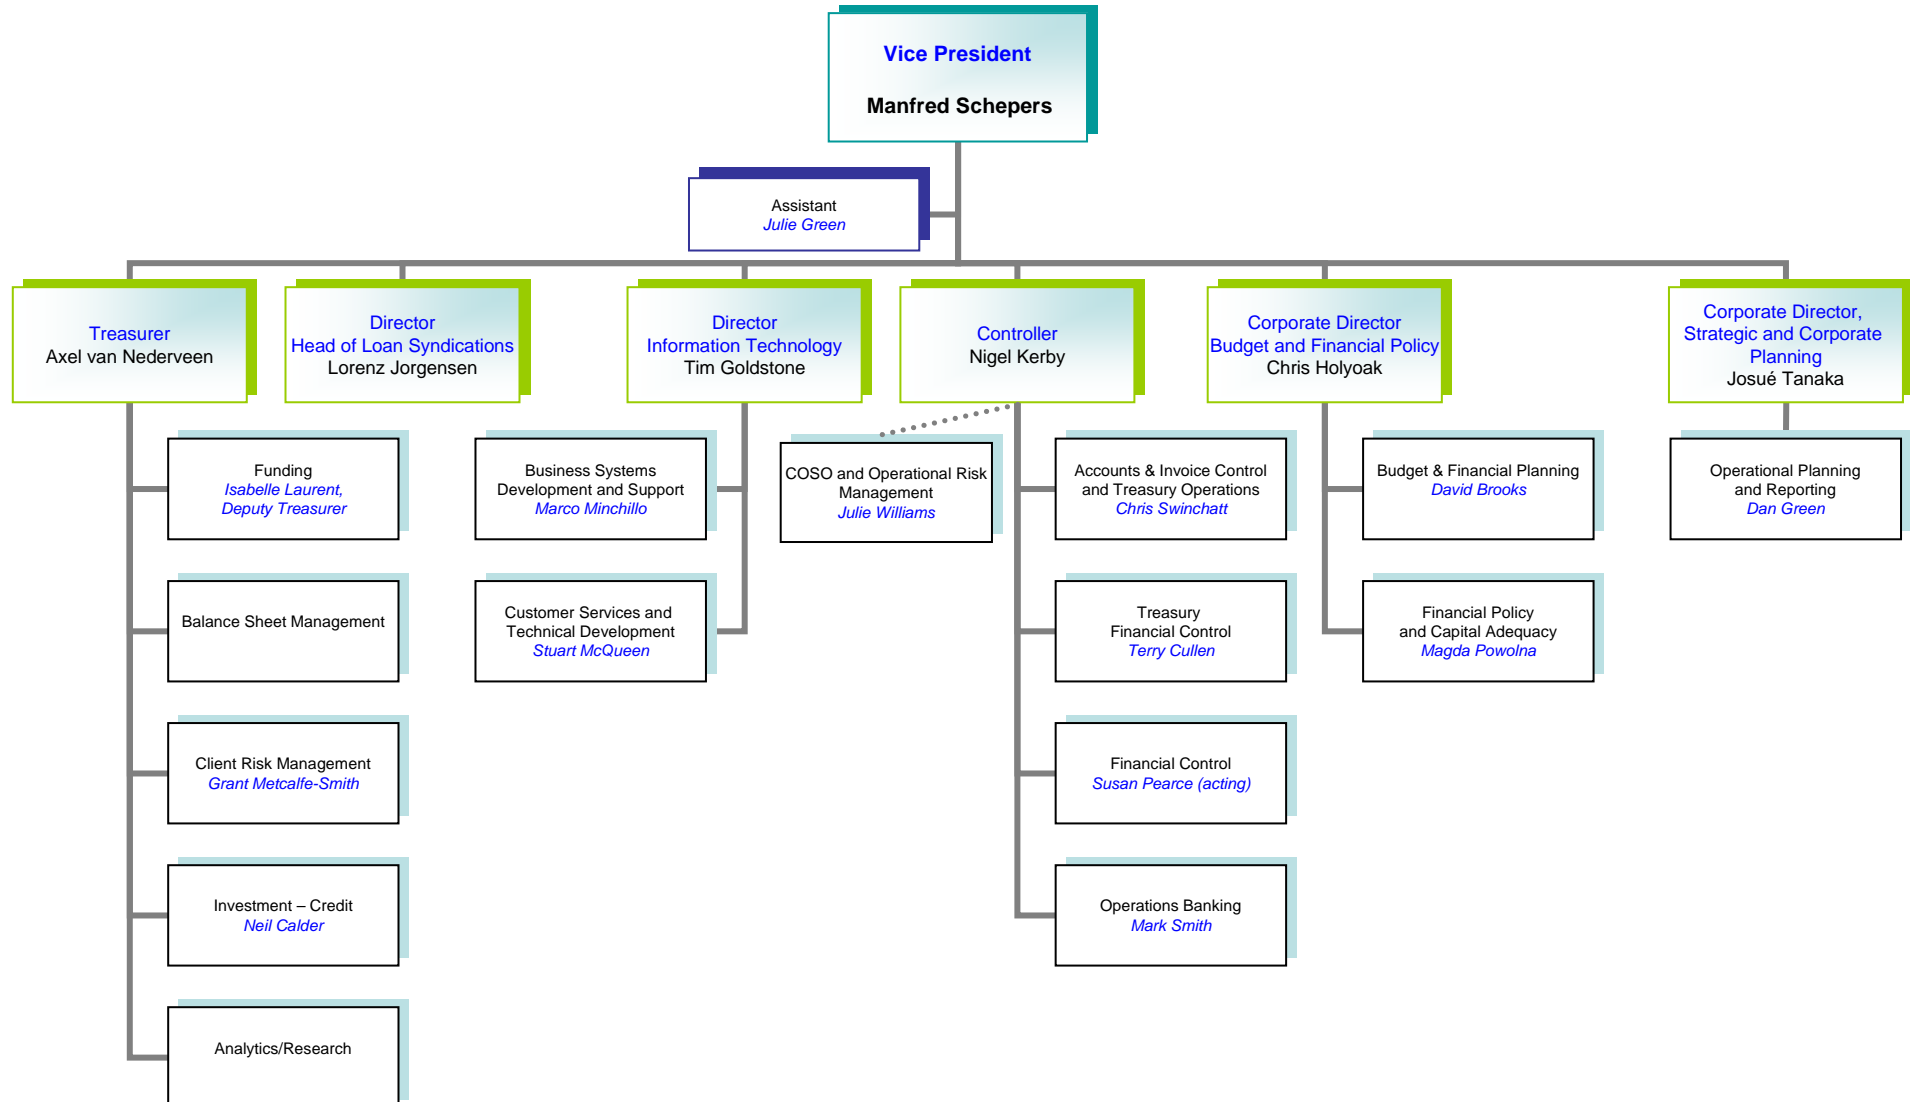 Vice President
Manfred Schepers
Assistant
Julie Green
Treasurer
Axel van Nederveen
Director
Head of Loan Syndications
Lorenz Jorgensen
Director
Information Technology
Tim Goldstone
Controller
Nigel Kerby
Corporate Director
Budget and Financial Policy
Chris Holyoak
Corporate Director,
Strategic and Corporate
Planning
Josué Tanaka
Funding
Isabelle Laurent,
Deputy Treasurer
Business Systems
Development and Support
Marco Minchillo
COSO and Operational Risk
Management
Julie Williams
Accounts & Invoice Control
and Treasury Operations
Chris Swinchatt
Budget & Financial Planning
David Brooks
Operational Planning
and Reporting
Dan Green
Balance Sheet Management
Customer Services and
Technical Development
Stuart McQueen
Treasury
Financial Control
Terry Cullen
Financial Policy
and Capital Adequacy
Magda Powolna
Client Risk Management
Grant Metcalfe-Smith
Financial Control
Susan Pearce (acting)
Investment – Credit
Neil Calder
Operations Banking
Mark Smith
Analytics/Research